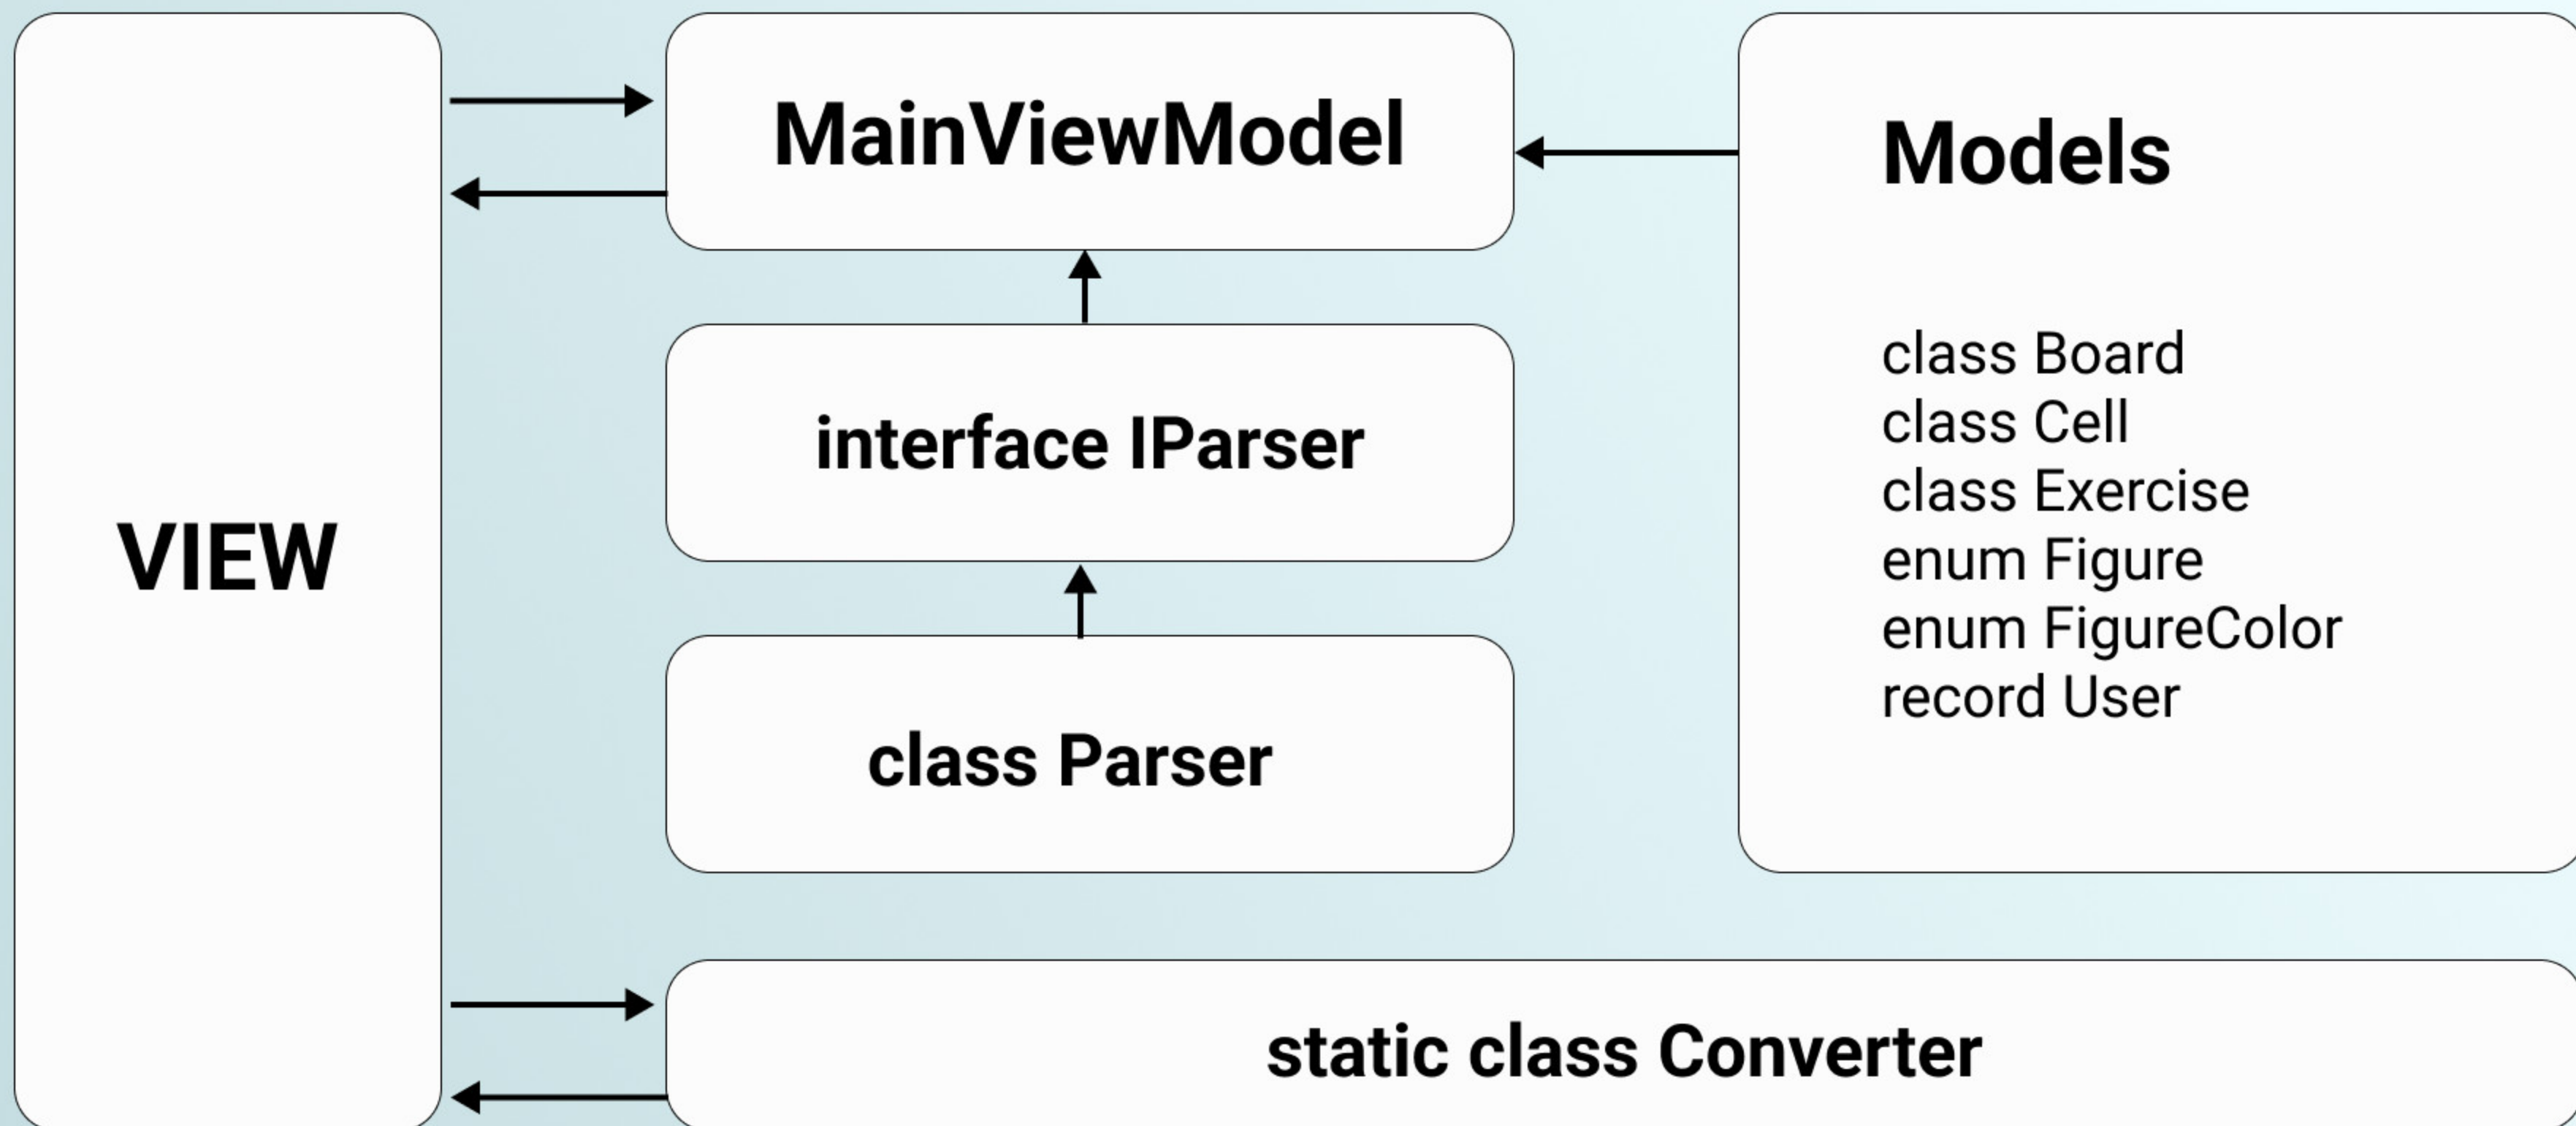 VIEW
MainViewModel
interface IParser
class Parser
Models
class Board
class Cell
class Exercise
enum Figure
enum FigureColor
record User
static class Converter